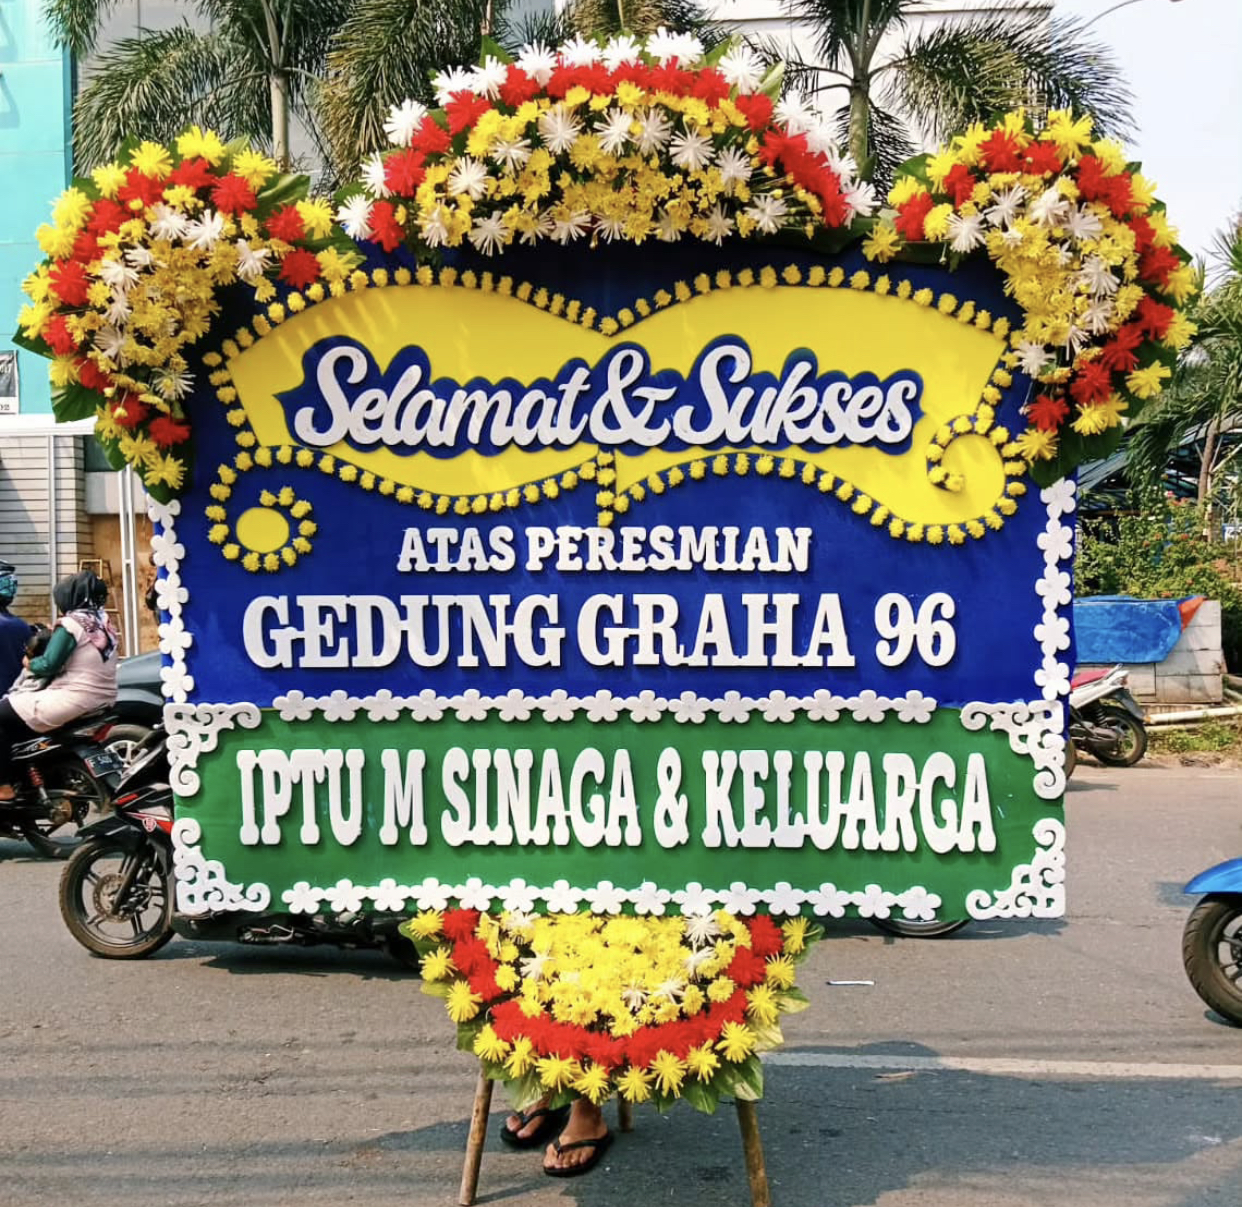 Selamat & Sukses
ATAS PERESMIAN
GEDUNG GRAHA 96
IPTU M SINAGA & KELUARGA